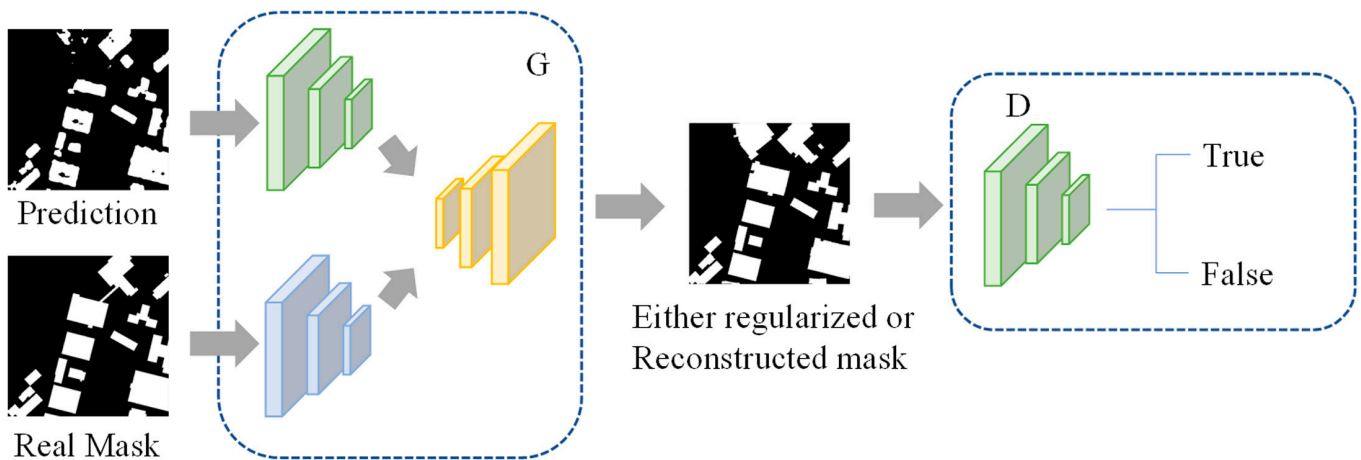 Prediction
Real Mask
G
Either regularized or
Reconstructed mask
D
True
False